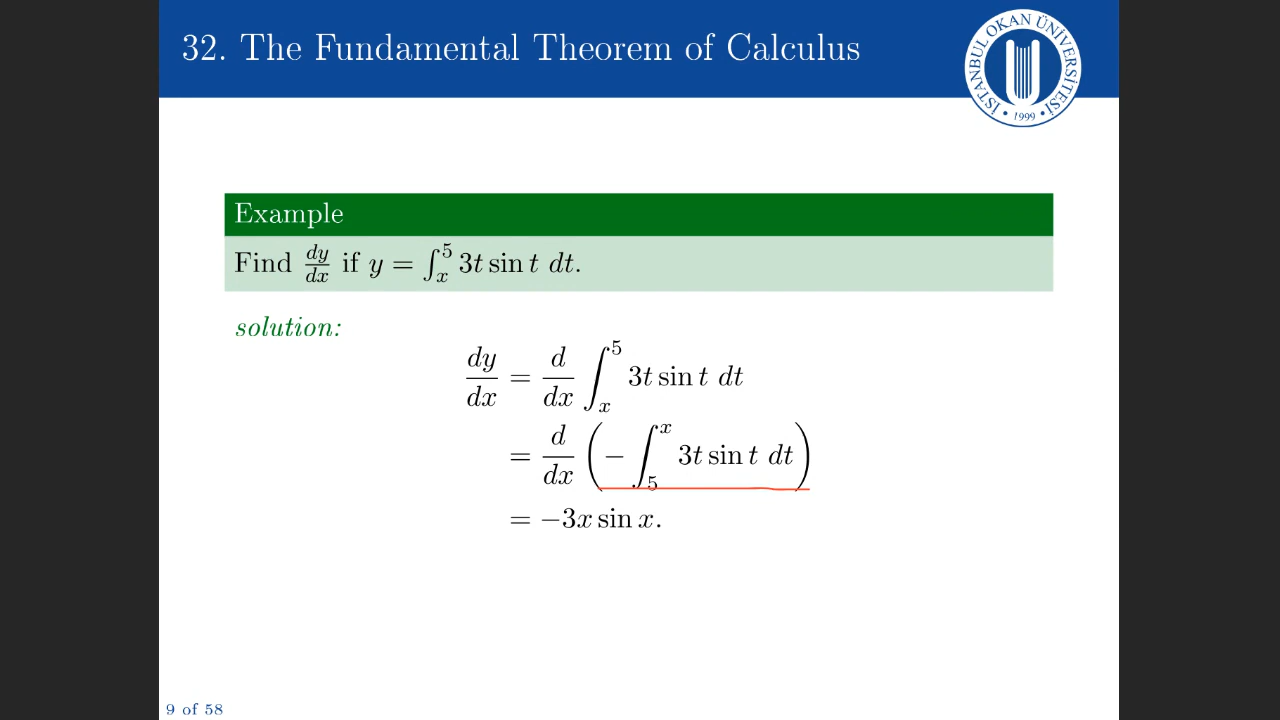 32. The Fundamental Theorem of Calculus
İSTANBUL OKAN ÜNİVERSİTESİ
• 1999 •
Example
Find dy/dx if y = ∫_x^5 3t sin t dt.
solution:
dy/dx = d/dx ∫_x^5 3t sin t dt
= d/dx (− ∫_5^x 3t sin t dt)
= −3x sin x.
9 of 58